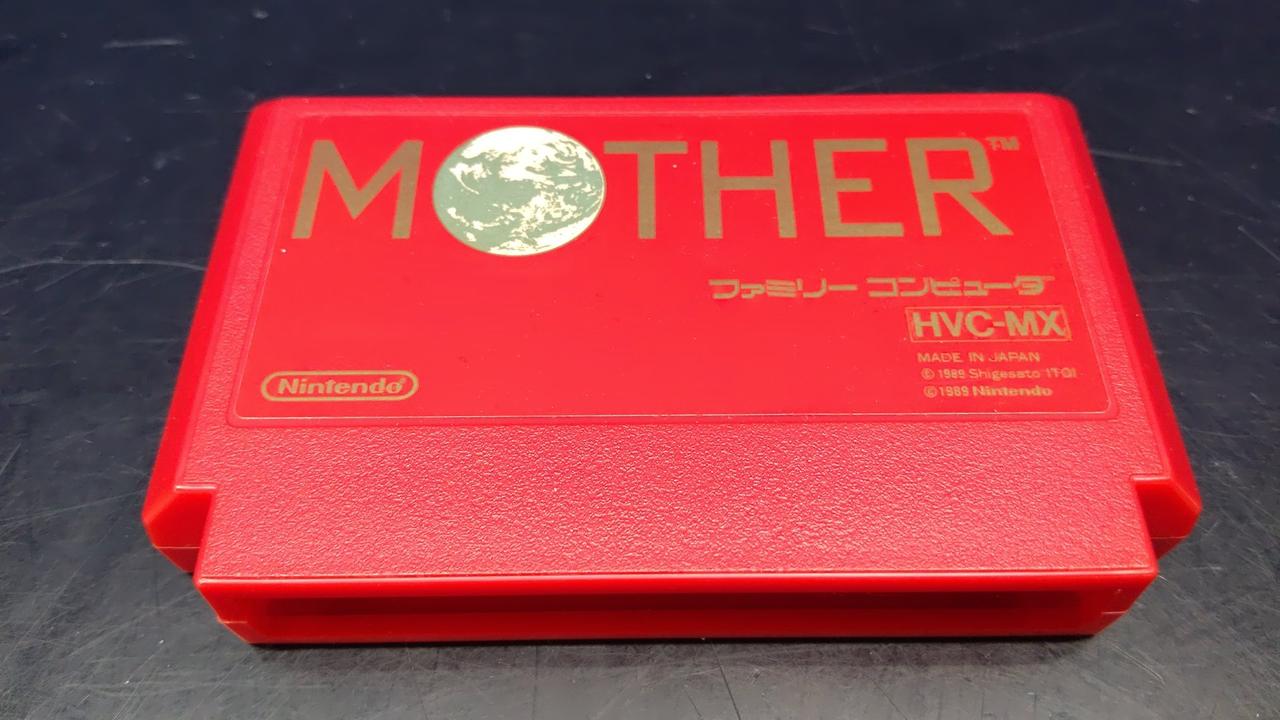 MOTHER™
ファミリー コンピュータ
HVC-MX
Nintendo®
MADE IN JAPAN
© 1989 Shigesato ITOI
©1989 Nintendo